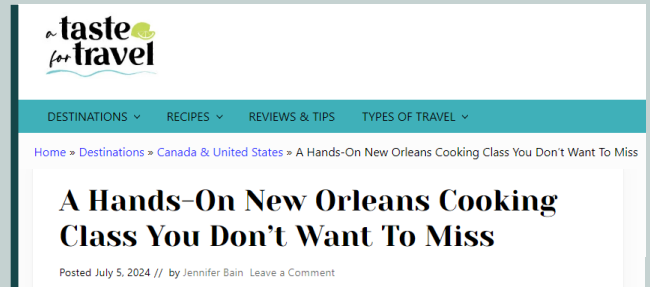 a taste
for travel
DESTINATIONS RECIPES REVIEWS & TIPS TYPES OF TRAVEL
Home » Destinations » Canada & United States » A Hands-On New Orleans Cooking Class You Don't Want To Miss
A Hands-On New Orleans Cooking
Class You Don’t Want To Miss
Posted July 5, 2024 // by Jennifer Bain Leave a Comment